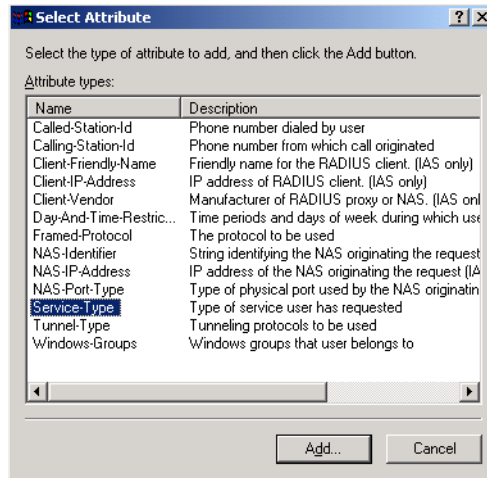 Select Attribute
Select the type of attribute to add, and then click the Add button.
Attribute types:
Name Description
Called-Station-Id Phone number dialed by user
Calling-Station-Id Phone number from which call originated
Client-Friendly-Name Friendly name for the RADIUS client. (IAS only)
Client-IP-Address IP address of RADIUS client. (IAS only)
Client-Vendor Manufacturer of RADIUS proxy or NAS. (IAS onl
Day-And-Time-Restric... Time periods and days of week during which use
Framed-Protocol The protocol to be used
NAS-Identifier String identifying the NAS originating the request
NAS-IP-Address IP address of the NAS originating the request (IA
NAS-Port-Type Type of physical port used by the NAS originatin
Service-Type Type of service user has requested
Tunnel-Type Tunneling protocols to be used
Windows-Groups Windows groups that user belongs to
Add... Cancel